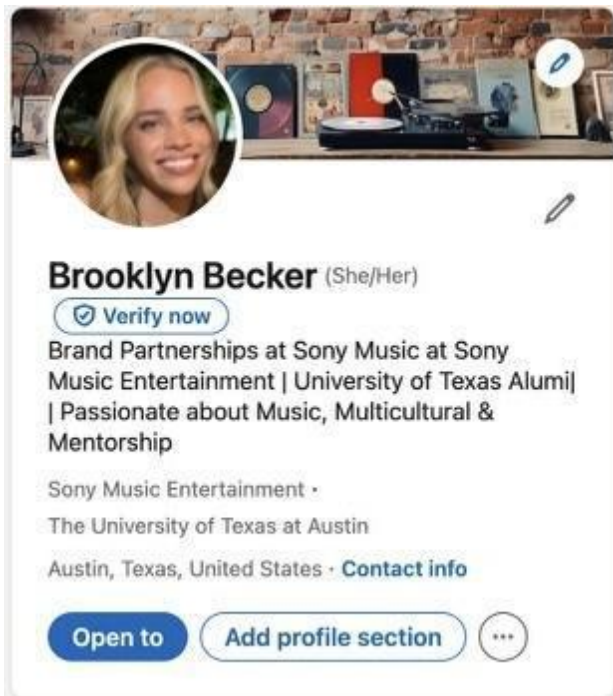 Brooklyn Becker (She/Her)
Verify now
Brand Partnerships at Sony Music at Sony
Music Entertainment | University of Texas Alumi|
| Passionate about Music, Multicultural &
Mentorship
Sony Music Entertainment ·
The University of Texas at Austin
Austin, Texas, United States · Contact info
Open to
Add profile section